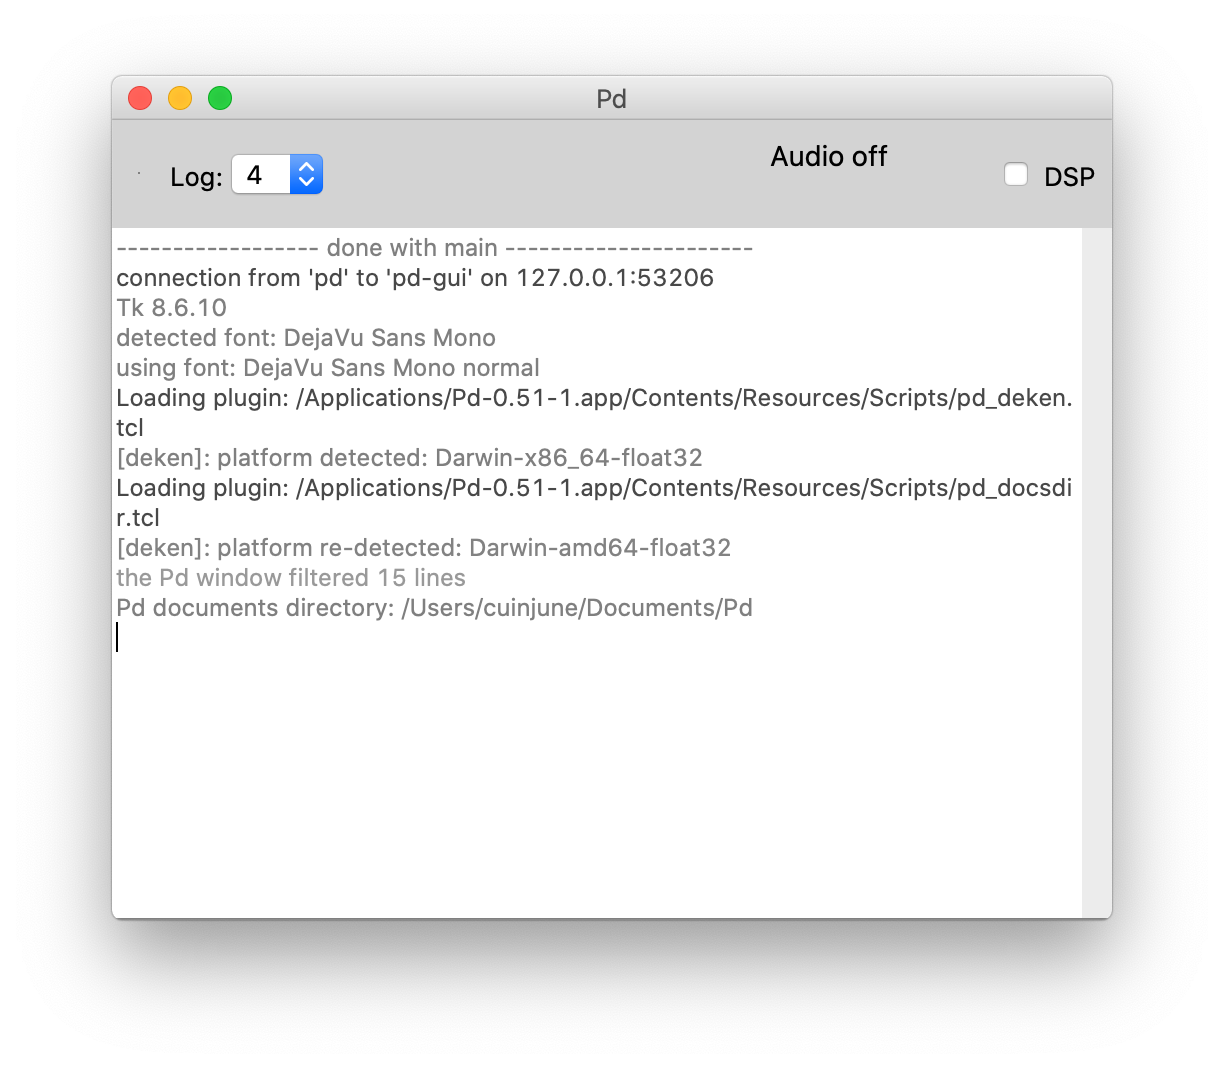 Pd
Log: 4
Audio off
DSP
------------------ done with main ----------------------
connection from 'pd' to 'pd-gui' on 127.0.0.1:53206
Tk 8.6.10
detected font: DejaVu Sans Mono
using font: DejaVu Sans Mono normal
Loading plugin: /Applications/Pd-0.51-1.app/Contents/Resources/Scripts/pd_deken.
tcl
[deken]: platform detected: Darwin-x86_64-float32
Loading plugin: /Applications/Pd-0.51-1.app/Contents/Resources/Scripts/pd_docsdi
r.tcl
[deken]: platform re-detected: Darwin-amd64-float32
the Pd window filtered 15 lines
Pd documents directory: /Users/cuinjune/Documents/Pd